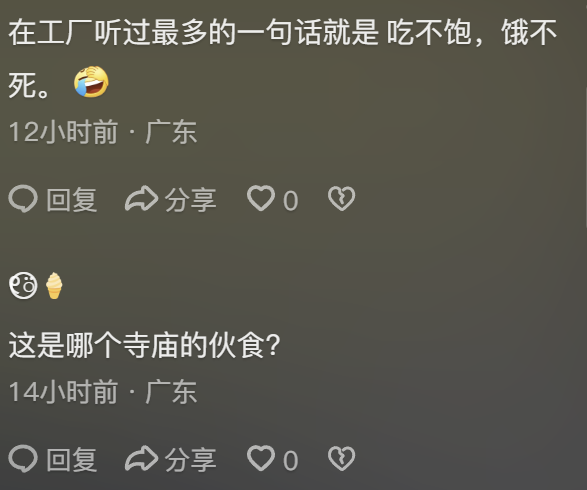 在工厂听过最多的一句话就是 吃不饱，饿不
死。🤣
12小时前 · 广东
回复 分享 0
这是哪个寺庙的伙食？
14小时前 · 广东
回复 分享 0